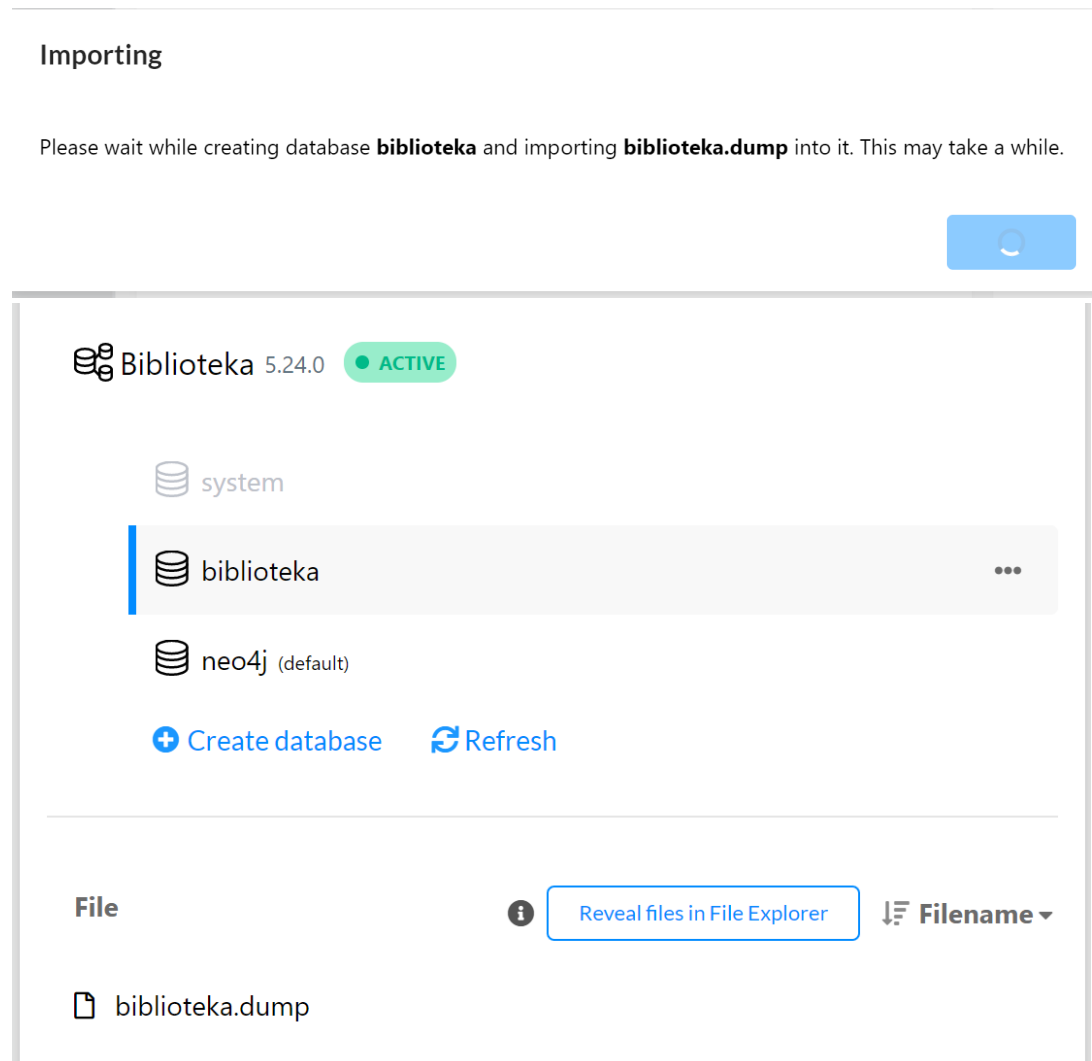 Importing
Please wait while creating database biblioteka and importing biblioteka.dump into it. This may take a while.
Biblioteka 5.24.0 ACTIVE
system
biblioteka
neo4j (default)
Create database Refresh
File Reveal files in File Explorer Filename
biblioteka.dump